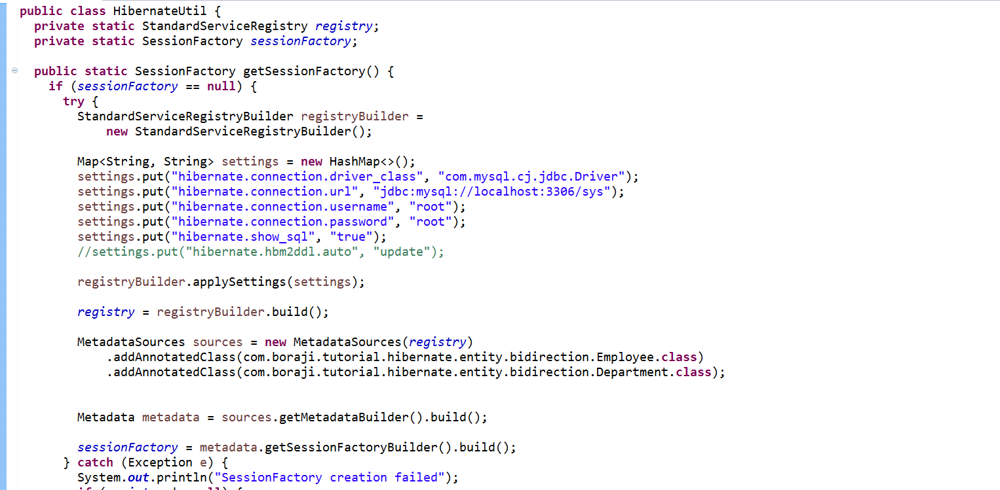 public class HibernateUtil {
  private static StandardServiceRegistry registry;
  private static SessionFactory sessionFactory;
  public static SessionFactory getSessionFactory() {
    if (sessionFactory == null) {
      try {
        StandardServiceRegistryBuilder registryBuilder =
            new StandardServiceRegistryBuilder();
        Map<String, String> settings = new HashMap<>();
        settings.put("hibernate.connection.driver_class", "com.mysql.cj.jdbc.Driver");
        settings.put("hibernate.connection.url", "jdbc:mysql://localhost:3306/sys");
        settings.put("hibernate.connection.username", "root");
        settings.put("hibernate.connection.password", "root");
        settings.put("hibernate.show_sql", "true");
        //settings.put("hibernate.hbm2ddl.auto", "update");
        registryBuilder.applySettings(settings);
        registry = registryBuilder.build();
        MetadataSources sources = new MetadataSources(registry)
            .addAnnotatedClass(com.boraji.tutorial.hibernate.entity.bidirection.Employee.class)
            .addAnnotatedClass(com.boraji.tutorial.hibernate.entity.bidirection.Department.class);
        Metadata metadata = sources.getMetadataBuilder().build();
        sessionFactory = metadata.getSessionFactoryBuilder().build();
      } catch (Exception e) {
        System.out.println("SessionFactory creation failed");